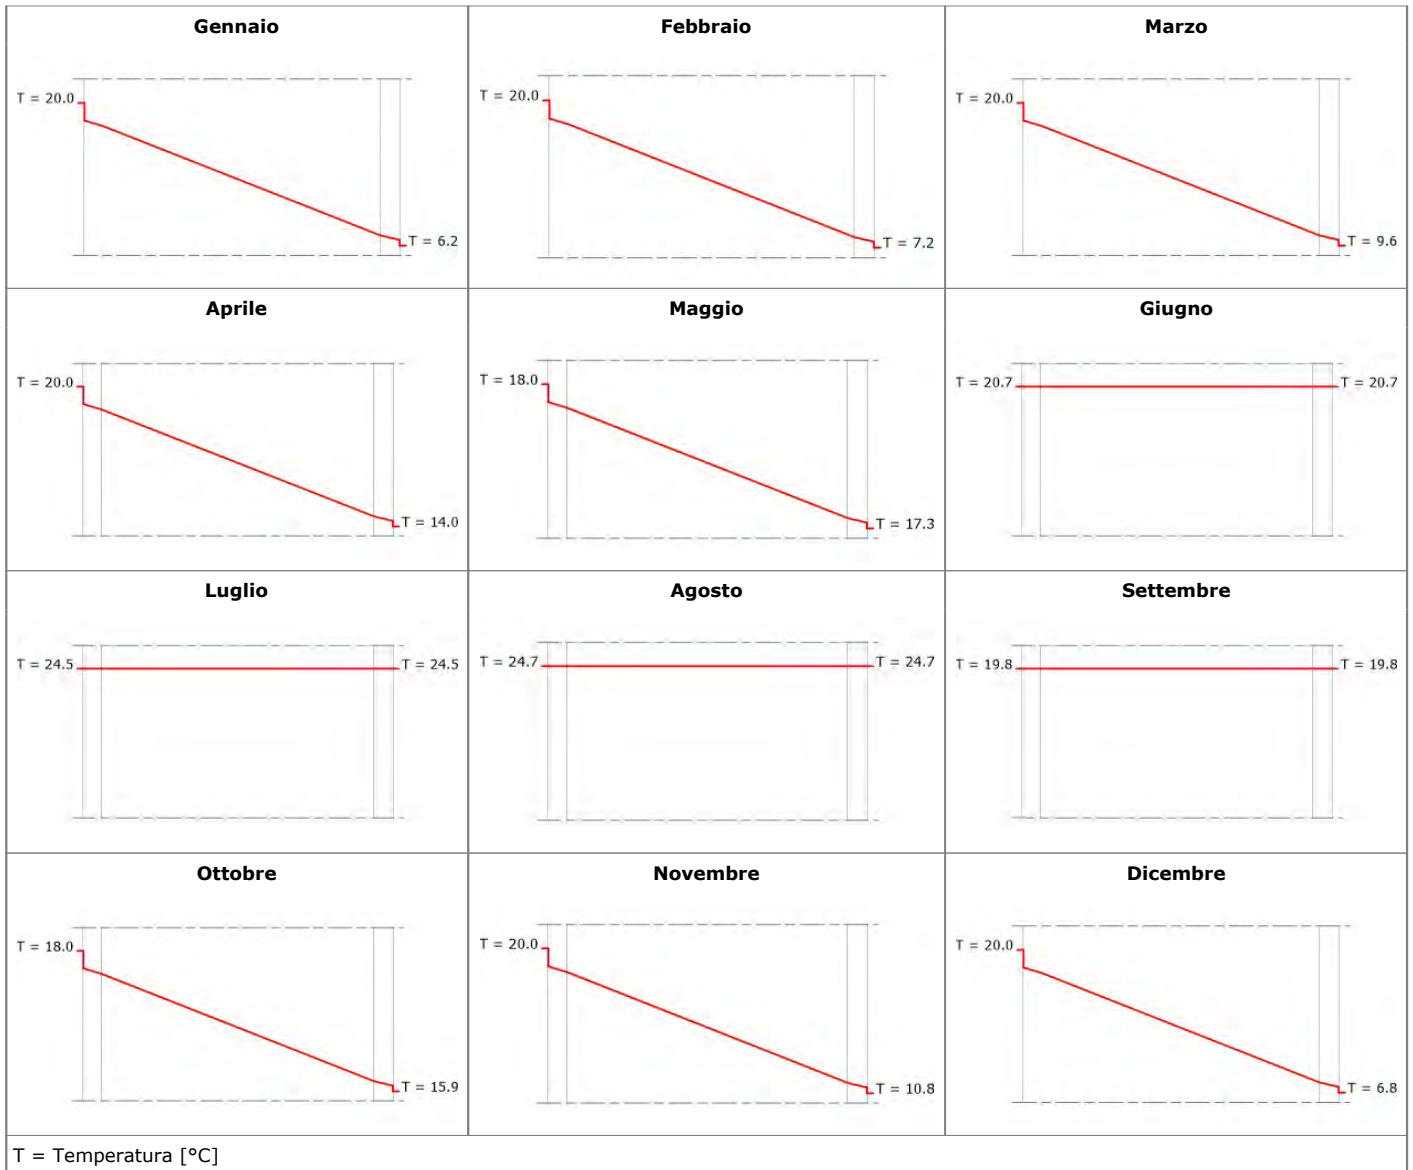 Gennaio
Febbraio
Marzo
T = 20.0
T = 6.2
T = 20.0
T = 7.2
T = 20.0
T = 9.6
Aprile
Maggio
Giugno
T = 20.0
T = 14.0
T = 18.0
T = 17.3
T = 20.7
T = 20.7
Luglio
Agosto
Settembre
T = 24.5
T = 24.5
T = 24.7
T = 24.7
T = 19.8
T = 19.8
Ottobre
Novembre
Dicembre
T = 18.0
T = 15.9
T = 20.0
T = 10.8
T = 20.0
T = 6.8
T = Temperatura [°C]